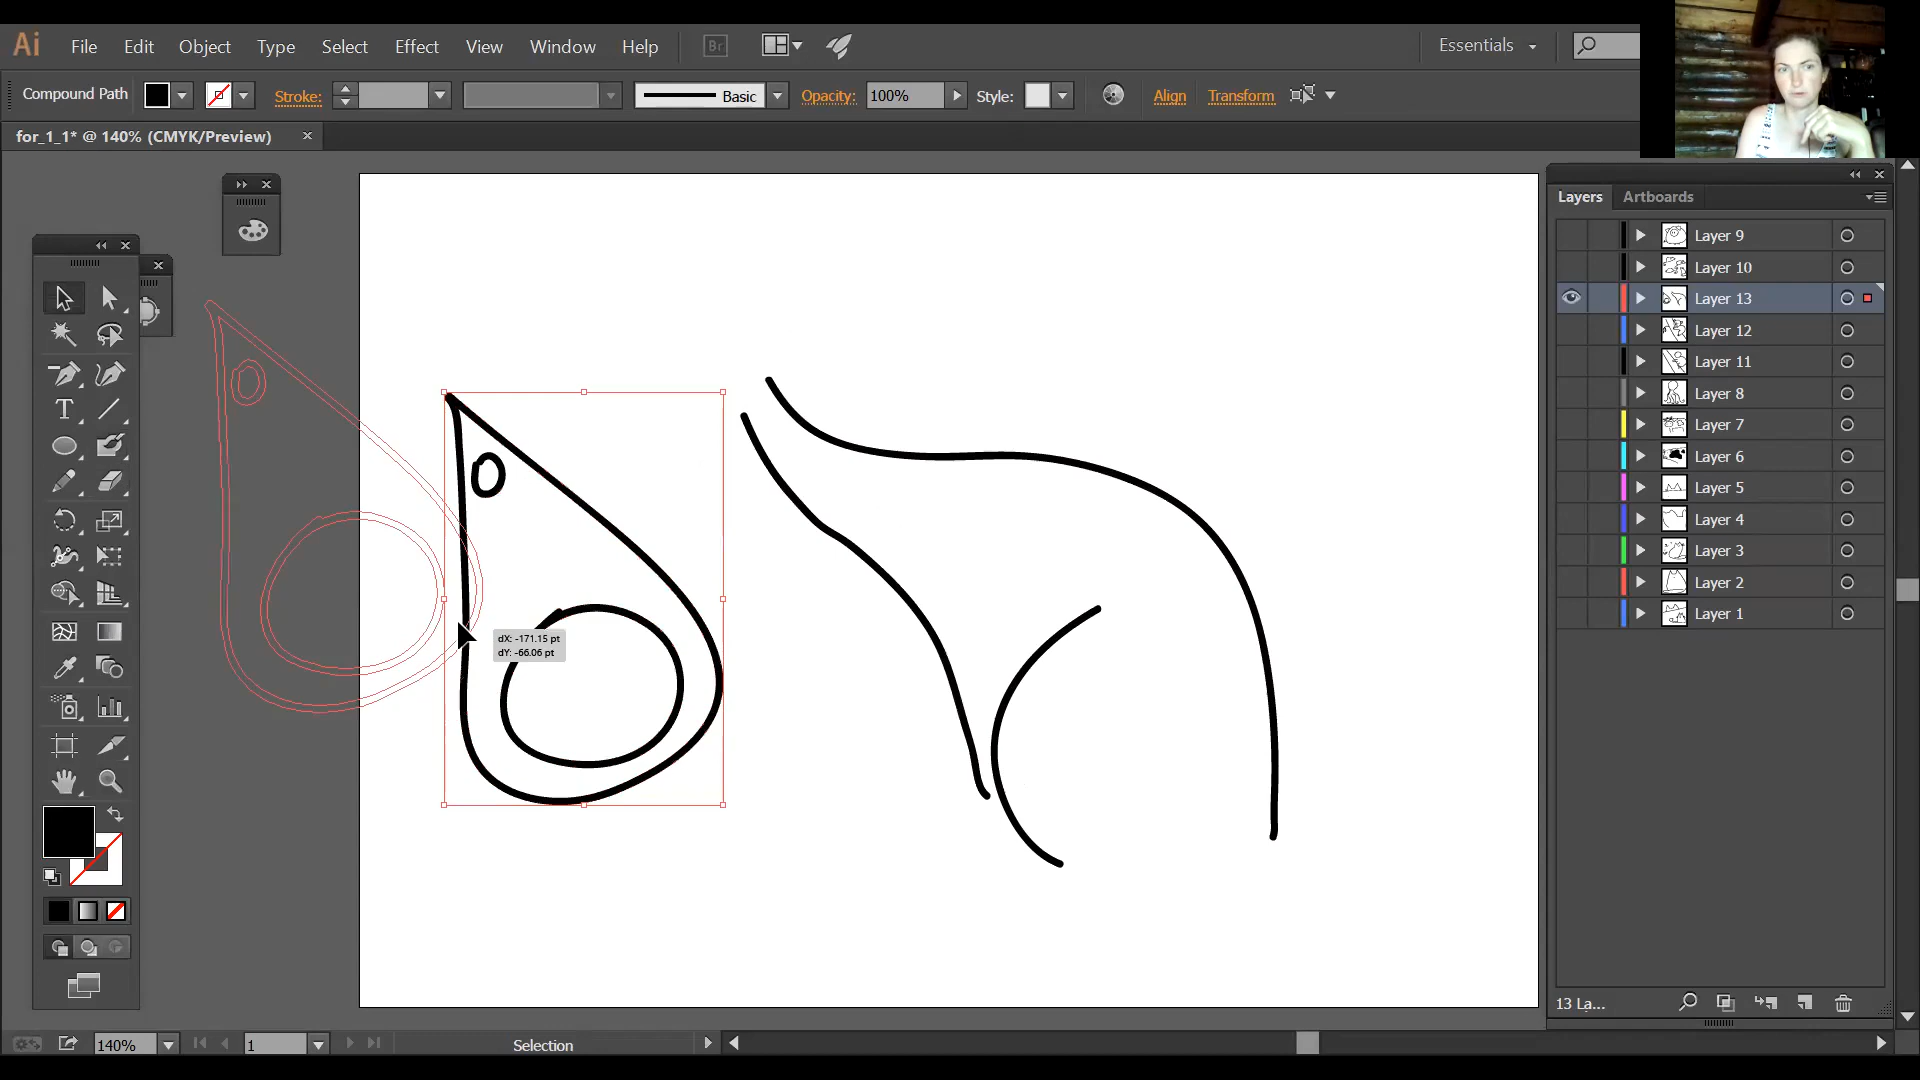 Ai File Edit Object Type Select Effect View Window Help Br Essentials
Compound Path Stroke: Basic Opacity: 100% Style: Align Transform
for_1_1* @ 140% (CMYK/Preview)
Layers Artboards
Layer 9
Layer 10
Layer 13
Layer 12
Layer 11
Layer 8
Layer 7
Layer 6
Layer 5
Layer 4
Layer 3
Layer 2
Layer 1
dX: -171.15 pt
dY: -66.06 pt
13 La...
140% 1 Selection